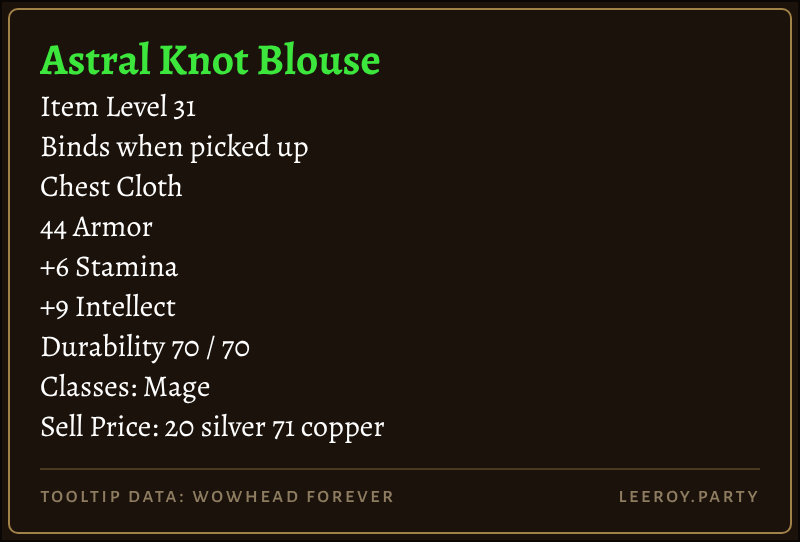 Astral Knot Blouse
Item Level 31
Binds when picked up
Chest Cloth
44 Armor
+6 Stamina
+9 Intellect
Durability 70 / 70
Classes: Mage
Sell Price: 20 silver 71 copper
TOOLTIP DATA: WOWHEAD FOREVER
LEEROY.PARTY